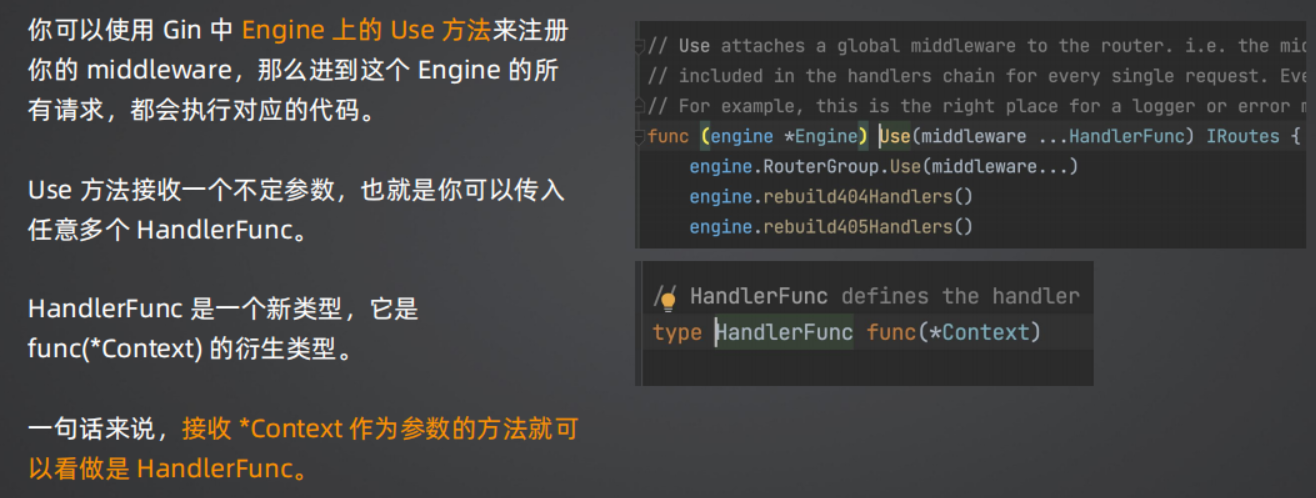 你可以使用 Gin 中 Engine 上的 Use 方法来注册
你的 middleware，那么进到这个 Engine 的所
有请求，都会执行对应的代码。
Use 方法接收一个不定参数，也就是你可以传入
任意多个 HandlerFunc。
HandlerFunc 是一个新类型，它是
func(*Context) 的衍生类型。
一句话来说，接收 *Context 作为参数的方法就可
以看做是 HandlerFunc。
// Use attaches a global middleware to the router. i.e. the
// included in the handlers chain for every single request.
// For example, this is the right place for a logger or error
func (engine *Engine) Use(middleware ...HandlerFunc) IRoutes {
engine.RouterGroup.Use(middleware...)
engine.rebuild404Handlers()
engine.rebuild405Handlers()
// HandlerFunc defines the handler
type HandlerFunc func(*Context)